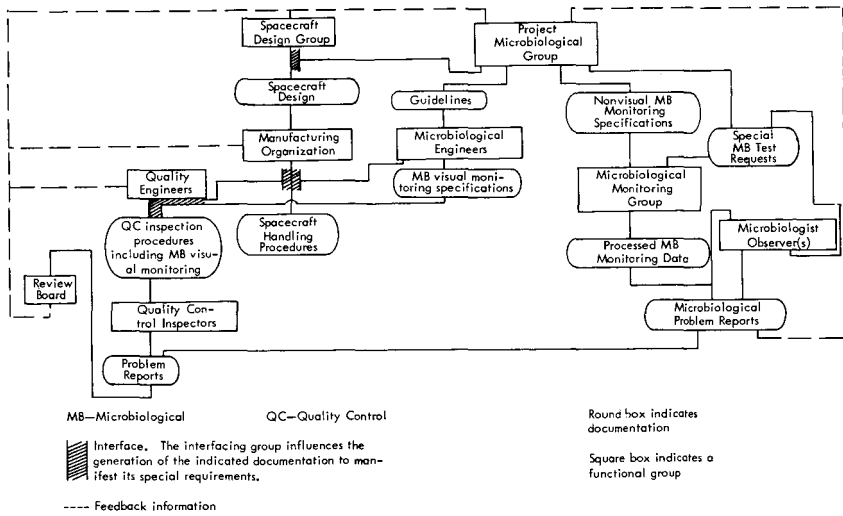 Spacecraft
Design Group
Project
Microbiological
Group
Spacecraft
Design
Guidelines
Nonvisual MB
Monitoring
Specifications
Special
MB Test
Requests
Manufacturing
Organization
Microbiological
Engineers
Quality
Engineers
MB visual moni-
toring specifications
Microbiological
Monitoring
Group
QC inspection
procedures
including MB vis-
ual monitoring
Spacecraft
Handling
Procedures
Processed MB
Monitoring Data
Microbiologist
Observer(s)
Review
Board
Quality Con-
trol Inspectors
Microbiological
Problem Reports
Problem
Reports
MB—Microbiological
QC—Quality Control
Round box indicates
documentation
Interface. The interfacing group influences the
generation of the indicated documentation to man-
ifest its special requirements.
Square box indicates a
functional group
---- Feedback information